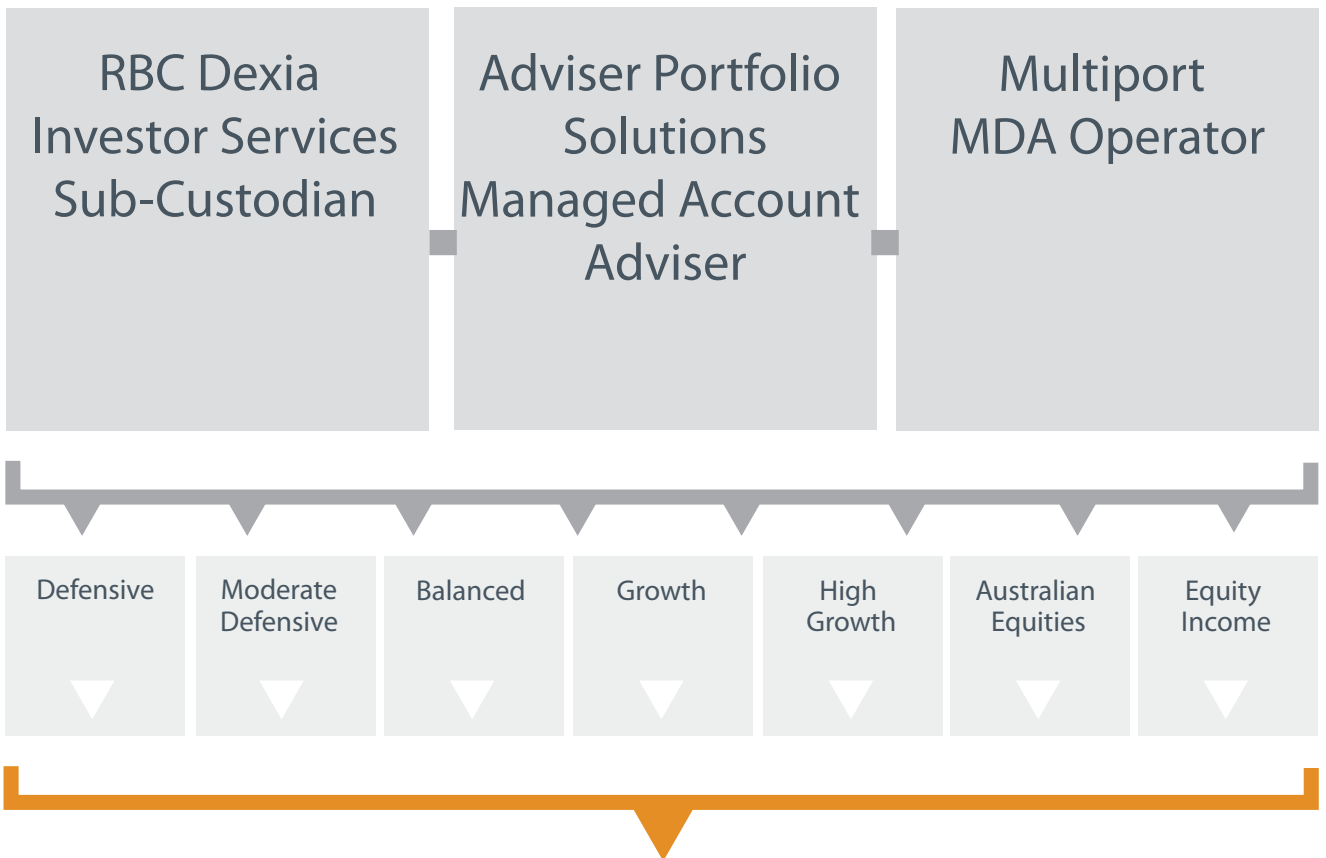 RBC Dexia
Investor Services
Sub-Custodian
Adviser Portfolio
Solutions
Managed Account
Adviser
Multiport
MDA Operator
Defensive
Moderate
Defensive
Balanced
Growth
High
Growth
Australian
Equities
Equity
Income